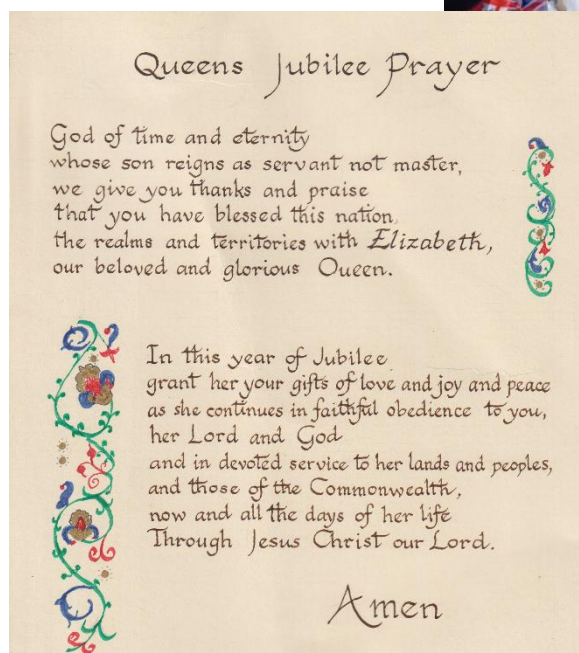 Queens Jubilee Prayer
God of time and eternity
whose son reigns as servant not master,
we give you thanks and praise
that you have blessed this nation,
the realms and territories with Elizabeth,
our beloved and glorious Queen.
In this year of Jubilee
grant her your gifts of love and joy and peace
as she continues in faithful obedience to you,
her Lord and God
and in devoted service to her lands and peoples,
and those of the Commonwealth,
now and all the days of her life
Through Jesus Christ our Lord.
Amen